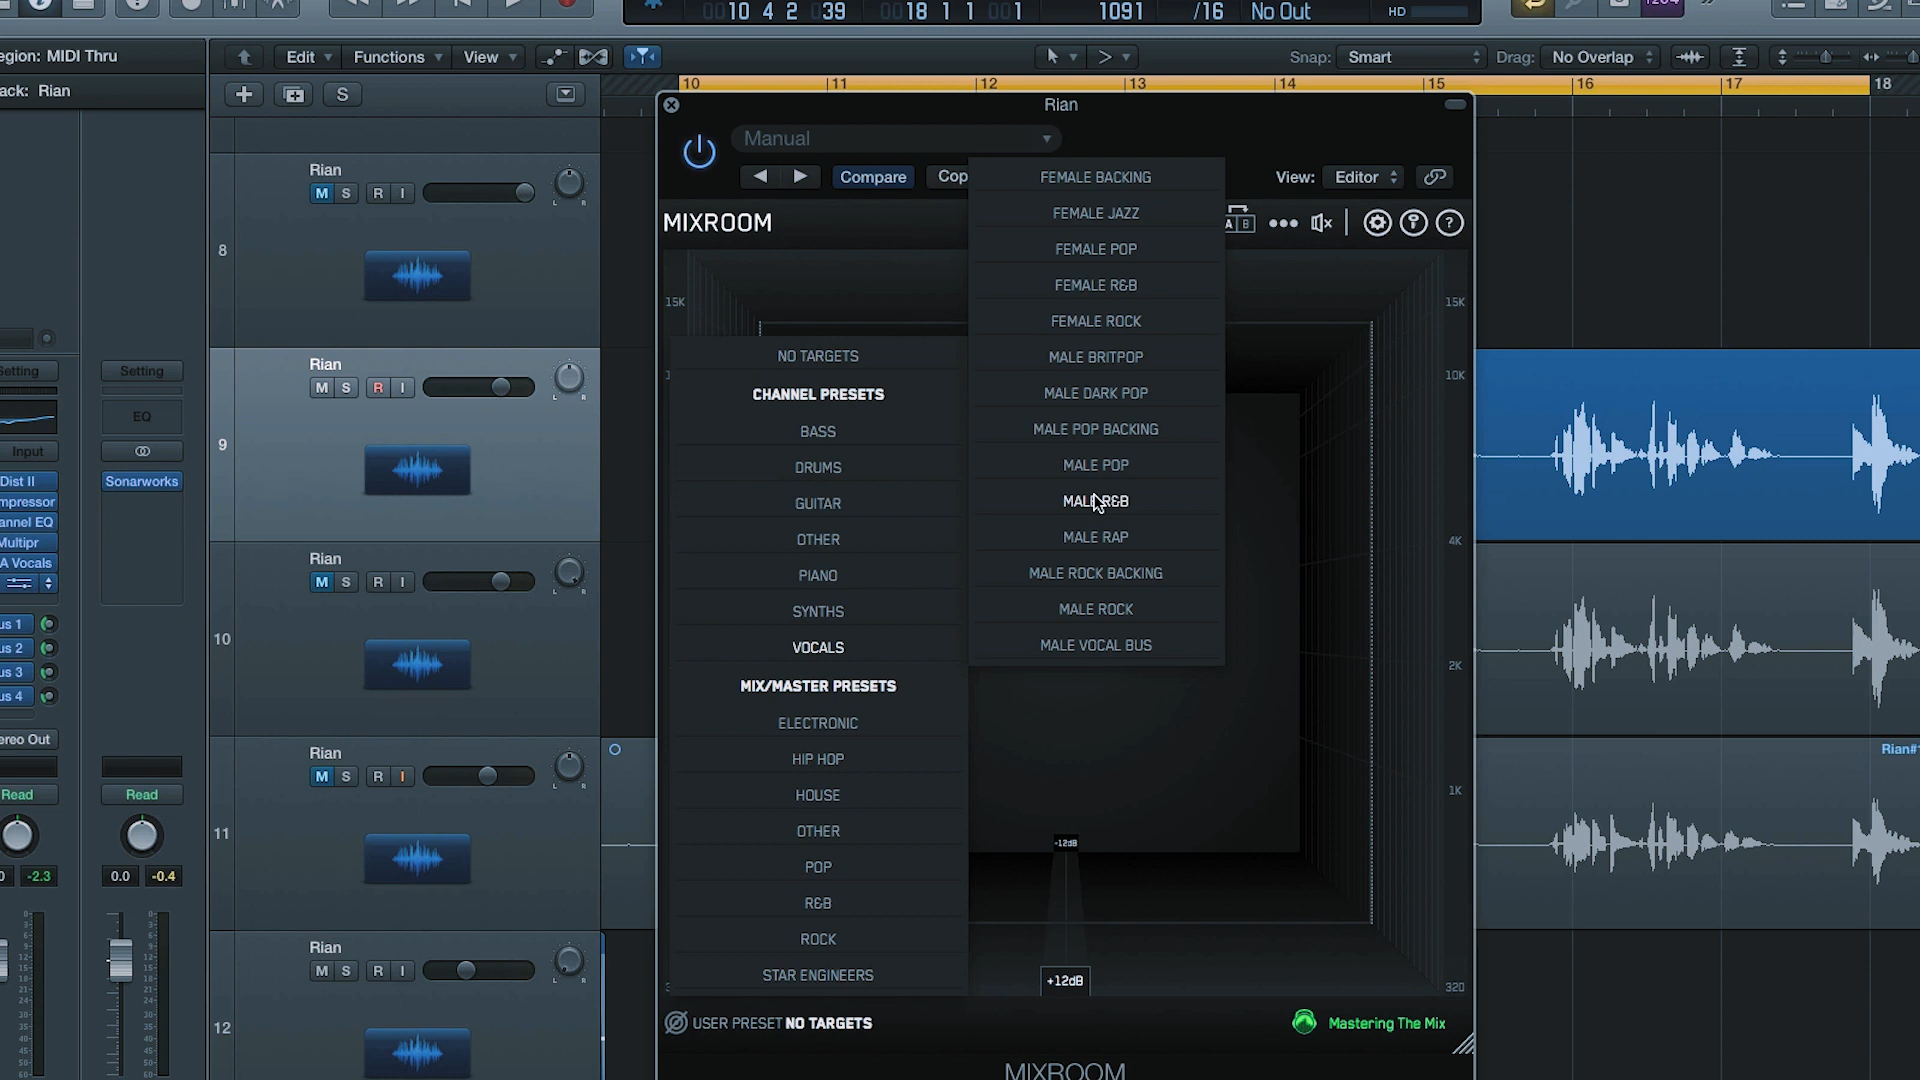 0010 4 2 039
0018 1 1 001
1091
/16
No Out
HD
1234
egion: MIDI Thru
Edit
Functions
View
Snap: Smart
Drag: No Overlap
ack: Rian
S
10 11 12 13 14 15 16 17 18
Rian
Manual
Compare
Cop
View: Editor
MIXROOM
A B
?
15K
15K
10K
4K
2K
1K
320
FEMALE BACKING
FEMALE JAZZ
FEMALE POP
FEMALE R&B
FEMALE ROCK
MALE BRITPOP
MALE DARK POP
MALE POP BACKING
MALE POP
MALE R&B
MALE RAP
MALE ROCK BACKING
MALE ROCK
MALE VOCAL BUS
NO TARGETS
CHANNEL PRESETS
BASS
DRUMS
GUITAR
OTHER
PIANO
SYNTHS
VOCALS
MIX/MASTER PRESETS
ELECTRONIC
HIP HOP
HOUSE
OTHER
POP
R&B
ROCK
STAR ENGINEERS
-12dB
+12dB
USER PRESET NO TARGETS
Mastering The Mix
MIXROOM
8
Rian
M S R I
L R
9
Rian
M S R I
L R
10
Rian
M S R I
L R
11
Rian
M S R I
L R
12
Rian
M S R I
L R
Rian#
Setting
EQ
Sonarworks
Read
0.0 -0.4
etting
Input
Dist II
mpressor
annel EQ
Multipr
A Vocals
us 1
us 2
us 3
us 4
ereo Out
Read
0 -2.3